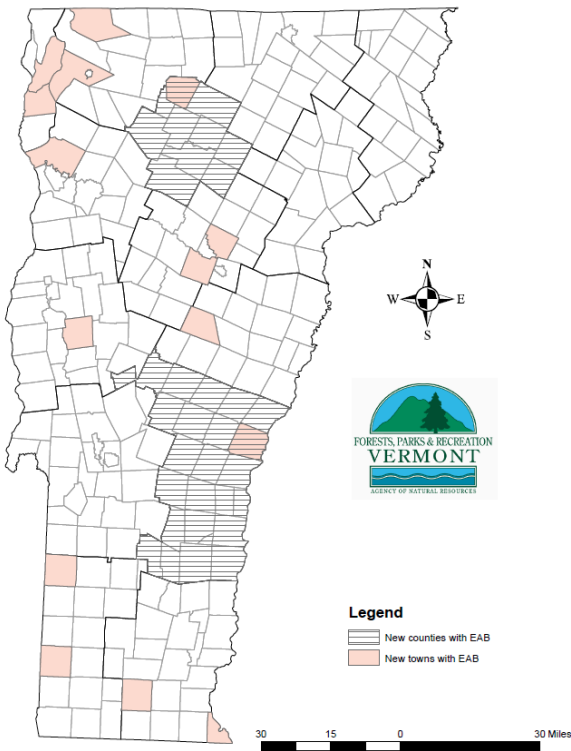 N
W E
S
FORESTS, PARKS & RECREATION
VERMONT
AGENCY OF NATURAL RESOURCES
Legend
New counties with EAB
New towns with EAB
30 15 0 30 Miles